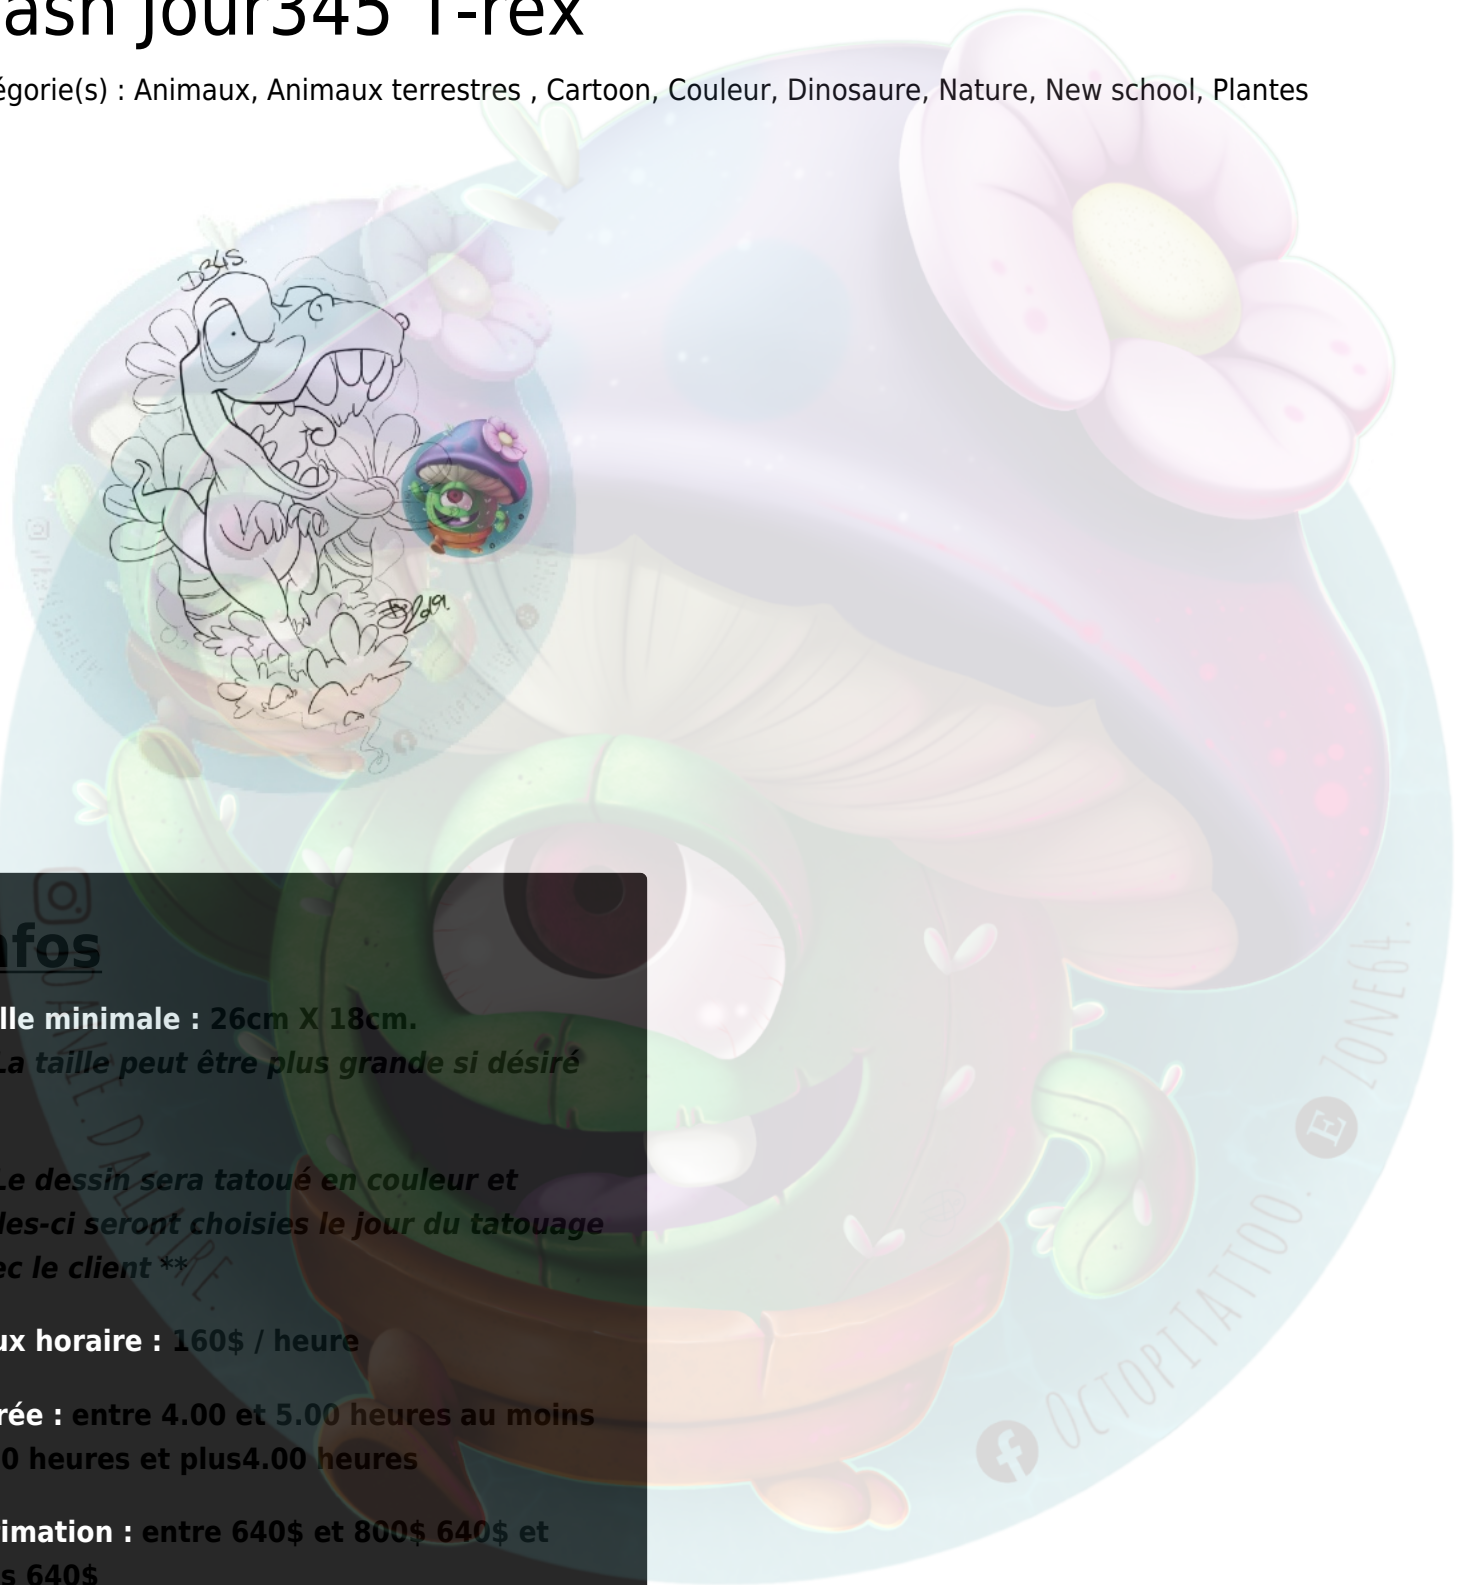 ash Jour345 T-rex
égorie(s) : Animaux, Animaux terrestres , Cartoon, Couleur, Dinosaure, Nature, New school, Plantes
D345.
nfos
lle minimale : 26cm X 18cm.
La taille peut être plus grande si désiré
Le dessin sera tatoué en couleur et
les-ci seront choisies le jour du tatouage
ec le client **
ux horaire : 160$ / heure
rée : entre 4.00 et 5.00 heures au moins
0 heures et plus4.00 heures
imation : entre 640$ et 800$ 640$ et
s 640$
DALLAIRE.
OCTOPITATTOO.
E ZONE64.